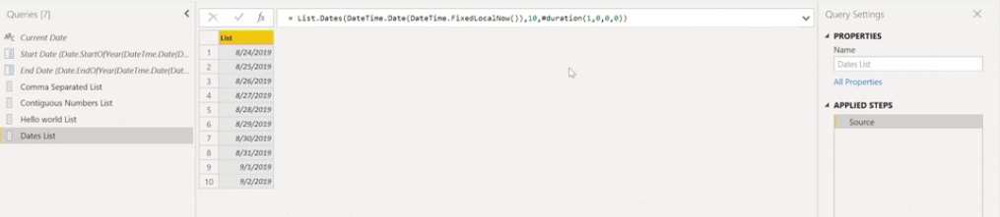 Queries [7]
Current Date
Start Date (Date.StartOfYear(DateTme.Date(D...
End Date (Date.EndOfYear(DateTme.Date(Dat...
Comma Separated List
Contiguous Numbers List
Hello world List
Dates List
= List.Dates(DateTime.Date(DateTime.FixedLocalNow()),10,#duration(1,0,0,0))
List
1 8/24/2019
2 8/25/2019
3 8/26/2019
4 8/27/2019
5 8/28/2019
6 8/29/2019
7 8/30/2019
8 8/31/2019
9 9/1/2019
10 9/2/2019
Query Settings
PROPERTIES
Name
Dates List
All Properties
APPLIED STEPS
Source